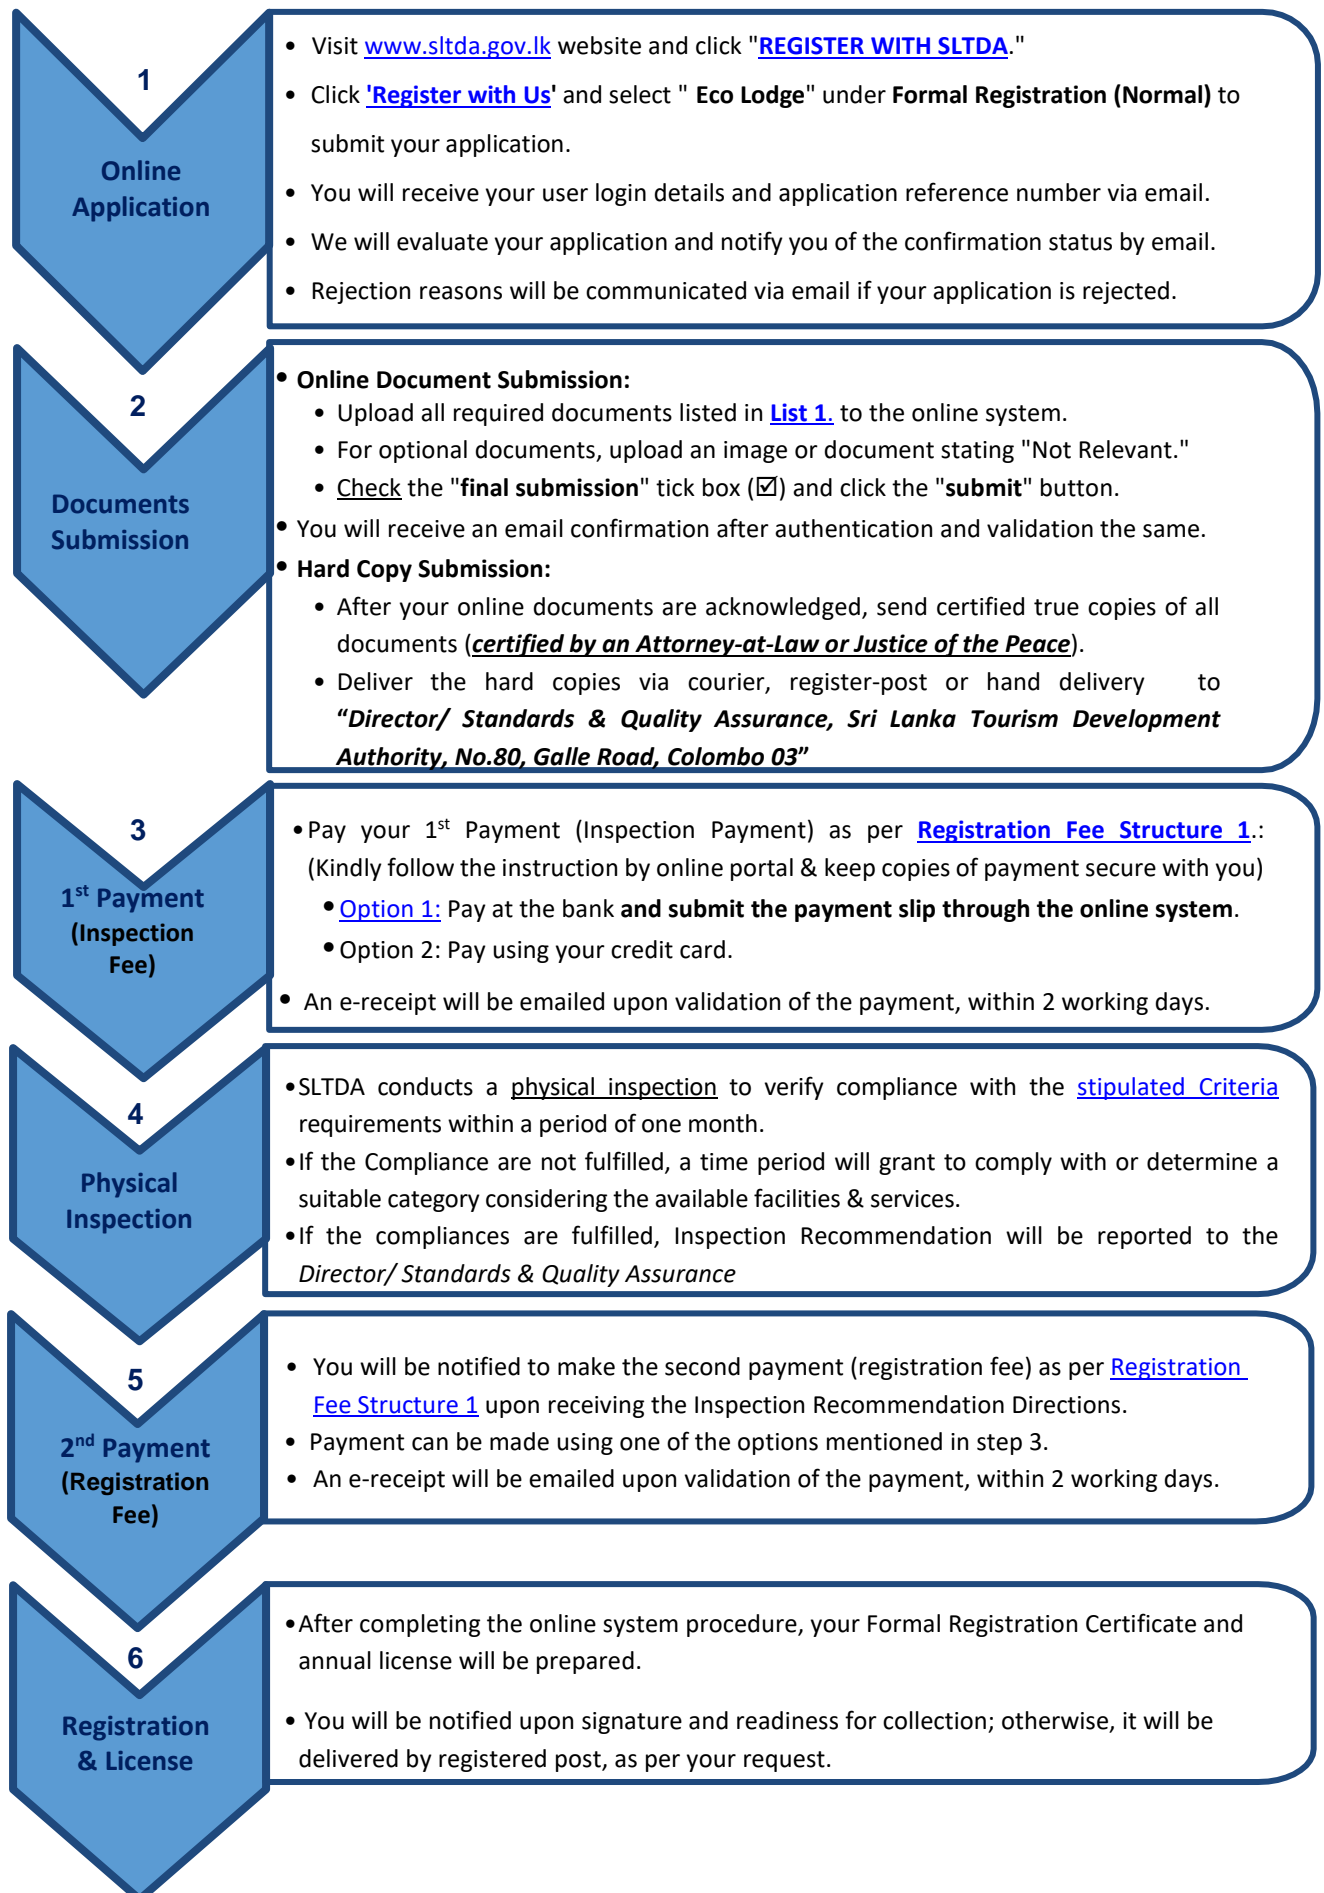 1
Online
Application
• Visit www.sltda.gov.lk website and click "REGISTER WITH SLTDA."
• Click 'Register with Us' and select " Eco Lodge" under Formal Registration (Normal) to
submit your application.
• You will receive your user login details and application reference number via email.
• We will evaluate your application and notify you of the confirmation status by email.
• Rejection reasons will be communicated via email if your application is rejected.
2
Documents
Submission
• Online Document Submission:
• Upload all required documents listed in List 1. to the online system.
• For optional documents, upload an image or document stating "Not Relevant."
• Check the "final submission" tick box (☑) and click the "submit" button.
• You will receive an email confirmation after authentication and validation the same.
• Hard Copy Submission:
• After your online documents are acknowledged, send certified true copies of all
documents (certified by an Attorney-at-Law or Justice of the Peace).
• Deliver the hard copies via courier, register-post or hand delivery to
“Director/ Standards & Quality Assurance, Sri Lanka Tourism Development
Authority, No.80, Galle Road, Colombo 03”
3
1st Payment
(Inspection
Fee)
• Pay your 1st Payment (Inspection Payment) as per Registration Fee Structure 1.:
(Kindly follow the instruction by online portal & keep copies of payment secure with you)
• Option 1: Pay at the bank and submit the payment slip through the online system.
• Option 2: Pay using your credit card.
• An e-receipt will be emailed upon validation of the payment, within 2 working days.
4
Physical
Inspection
• SLTDA conducts a physical inspection to verify compliance with the stipulated Criteria
requirements within a period of one month.
• If the Compliance are not fulfilled, a time period will grant to comply with or determine a
suitable category considering the available facilities & services.
• If the compliances are fulfilled, Inspection Recommendation will be reported to the
Director/ Standards & Quality Assurance
5
2nd Payment
(Registration
Fee)
• You will be notified to make the second payment (registration fee) as per Registration
Fee Structure 1 upon receiving the Inspection Recommendation Directions.
• Payment can be made using one of the options mentioned in step 3.
• An e-receipt will be emailed upon validation of the payment, within 2 working days.
6
Registration
& License
• After completing the online system procedure, your Formal Registration Certificate and
annual license will be prepared.
• You will be notified upon signature and readiness for collection; otherwise, it will be
delivered by registered post, as per your request.